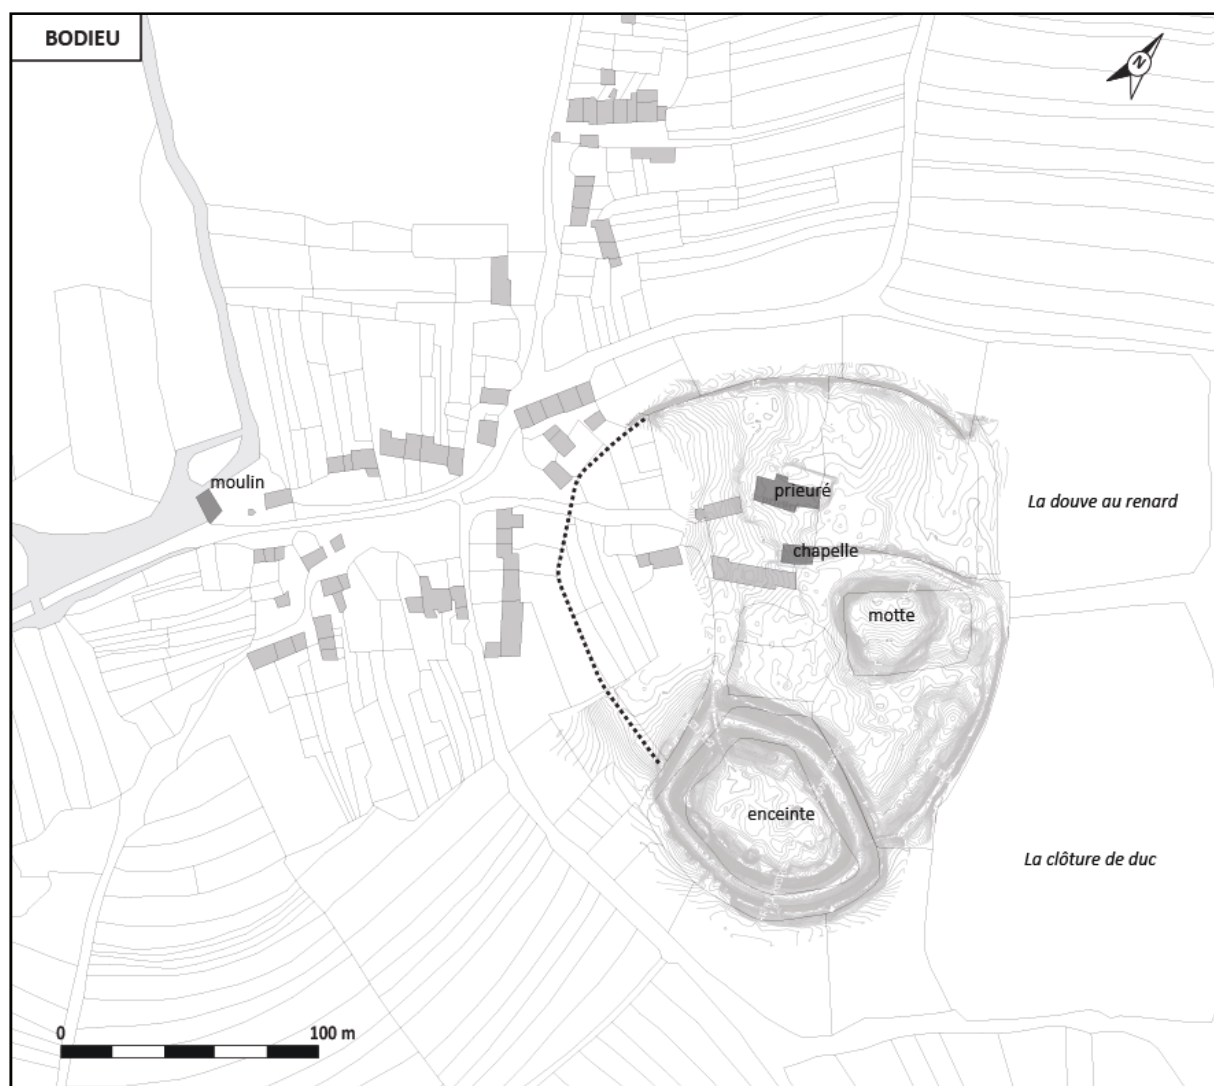 BODIEU
N
moulin
prieuré
La douve au renard
chapelle
motte
enceinte
La clôture de duc
0
100 m